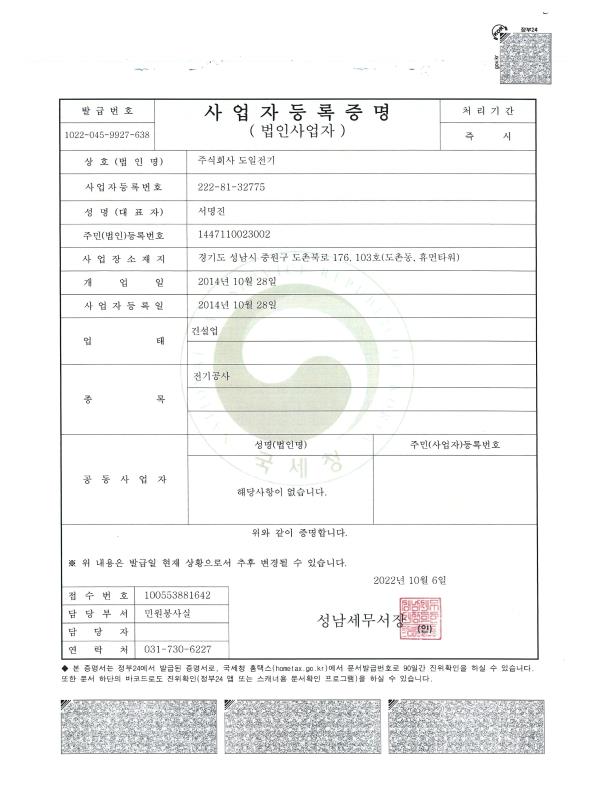 정부24
발급번호
사업자등록증명
(법인사업자)
처리기간
1022-045-9927-638
즉 시
상호(법인명)
주식회사 도일전기
사업자등록번호
222-81-32775
성명(대표자)
서명진
주민(법인)등록번호
1447110023002
사업장소재지
경기도 성남시 중원구 도촌북로 176, 103호(도촌동, 휴먼타워)
개업일
2014년 10월 28일
사업자등록일
2014년 10월 28일
업태
건설업
종목
전기공사
공동사업자
성명(법인명)
주민(사업자)등록번호
국세청
해당사항이 없습니다.
위와 같이 증명합니다.
※ 위 내용은 발급일 현재 상황으로서 추후 변경될 수 있습니다.
2022년 10월 6일
접수번호
100553881642
담당부서
민원봉사실
담당자
연락처
031-730-6227
성남세무서장
(인)
◆ 본 증명서는 정부24에서 발급된 증명서로, 국세청 홈택스(hometax.go.kr)에서 문서발급번호로 90일간 진위확인을 하실 수 있습니다.
또한 문서 하단의 바코드로도 진위확인(정부24 앱 또는 스캐너용 문서확인 프로그램)을 하실 수 있습니다.